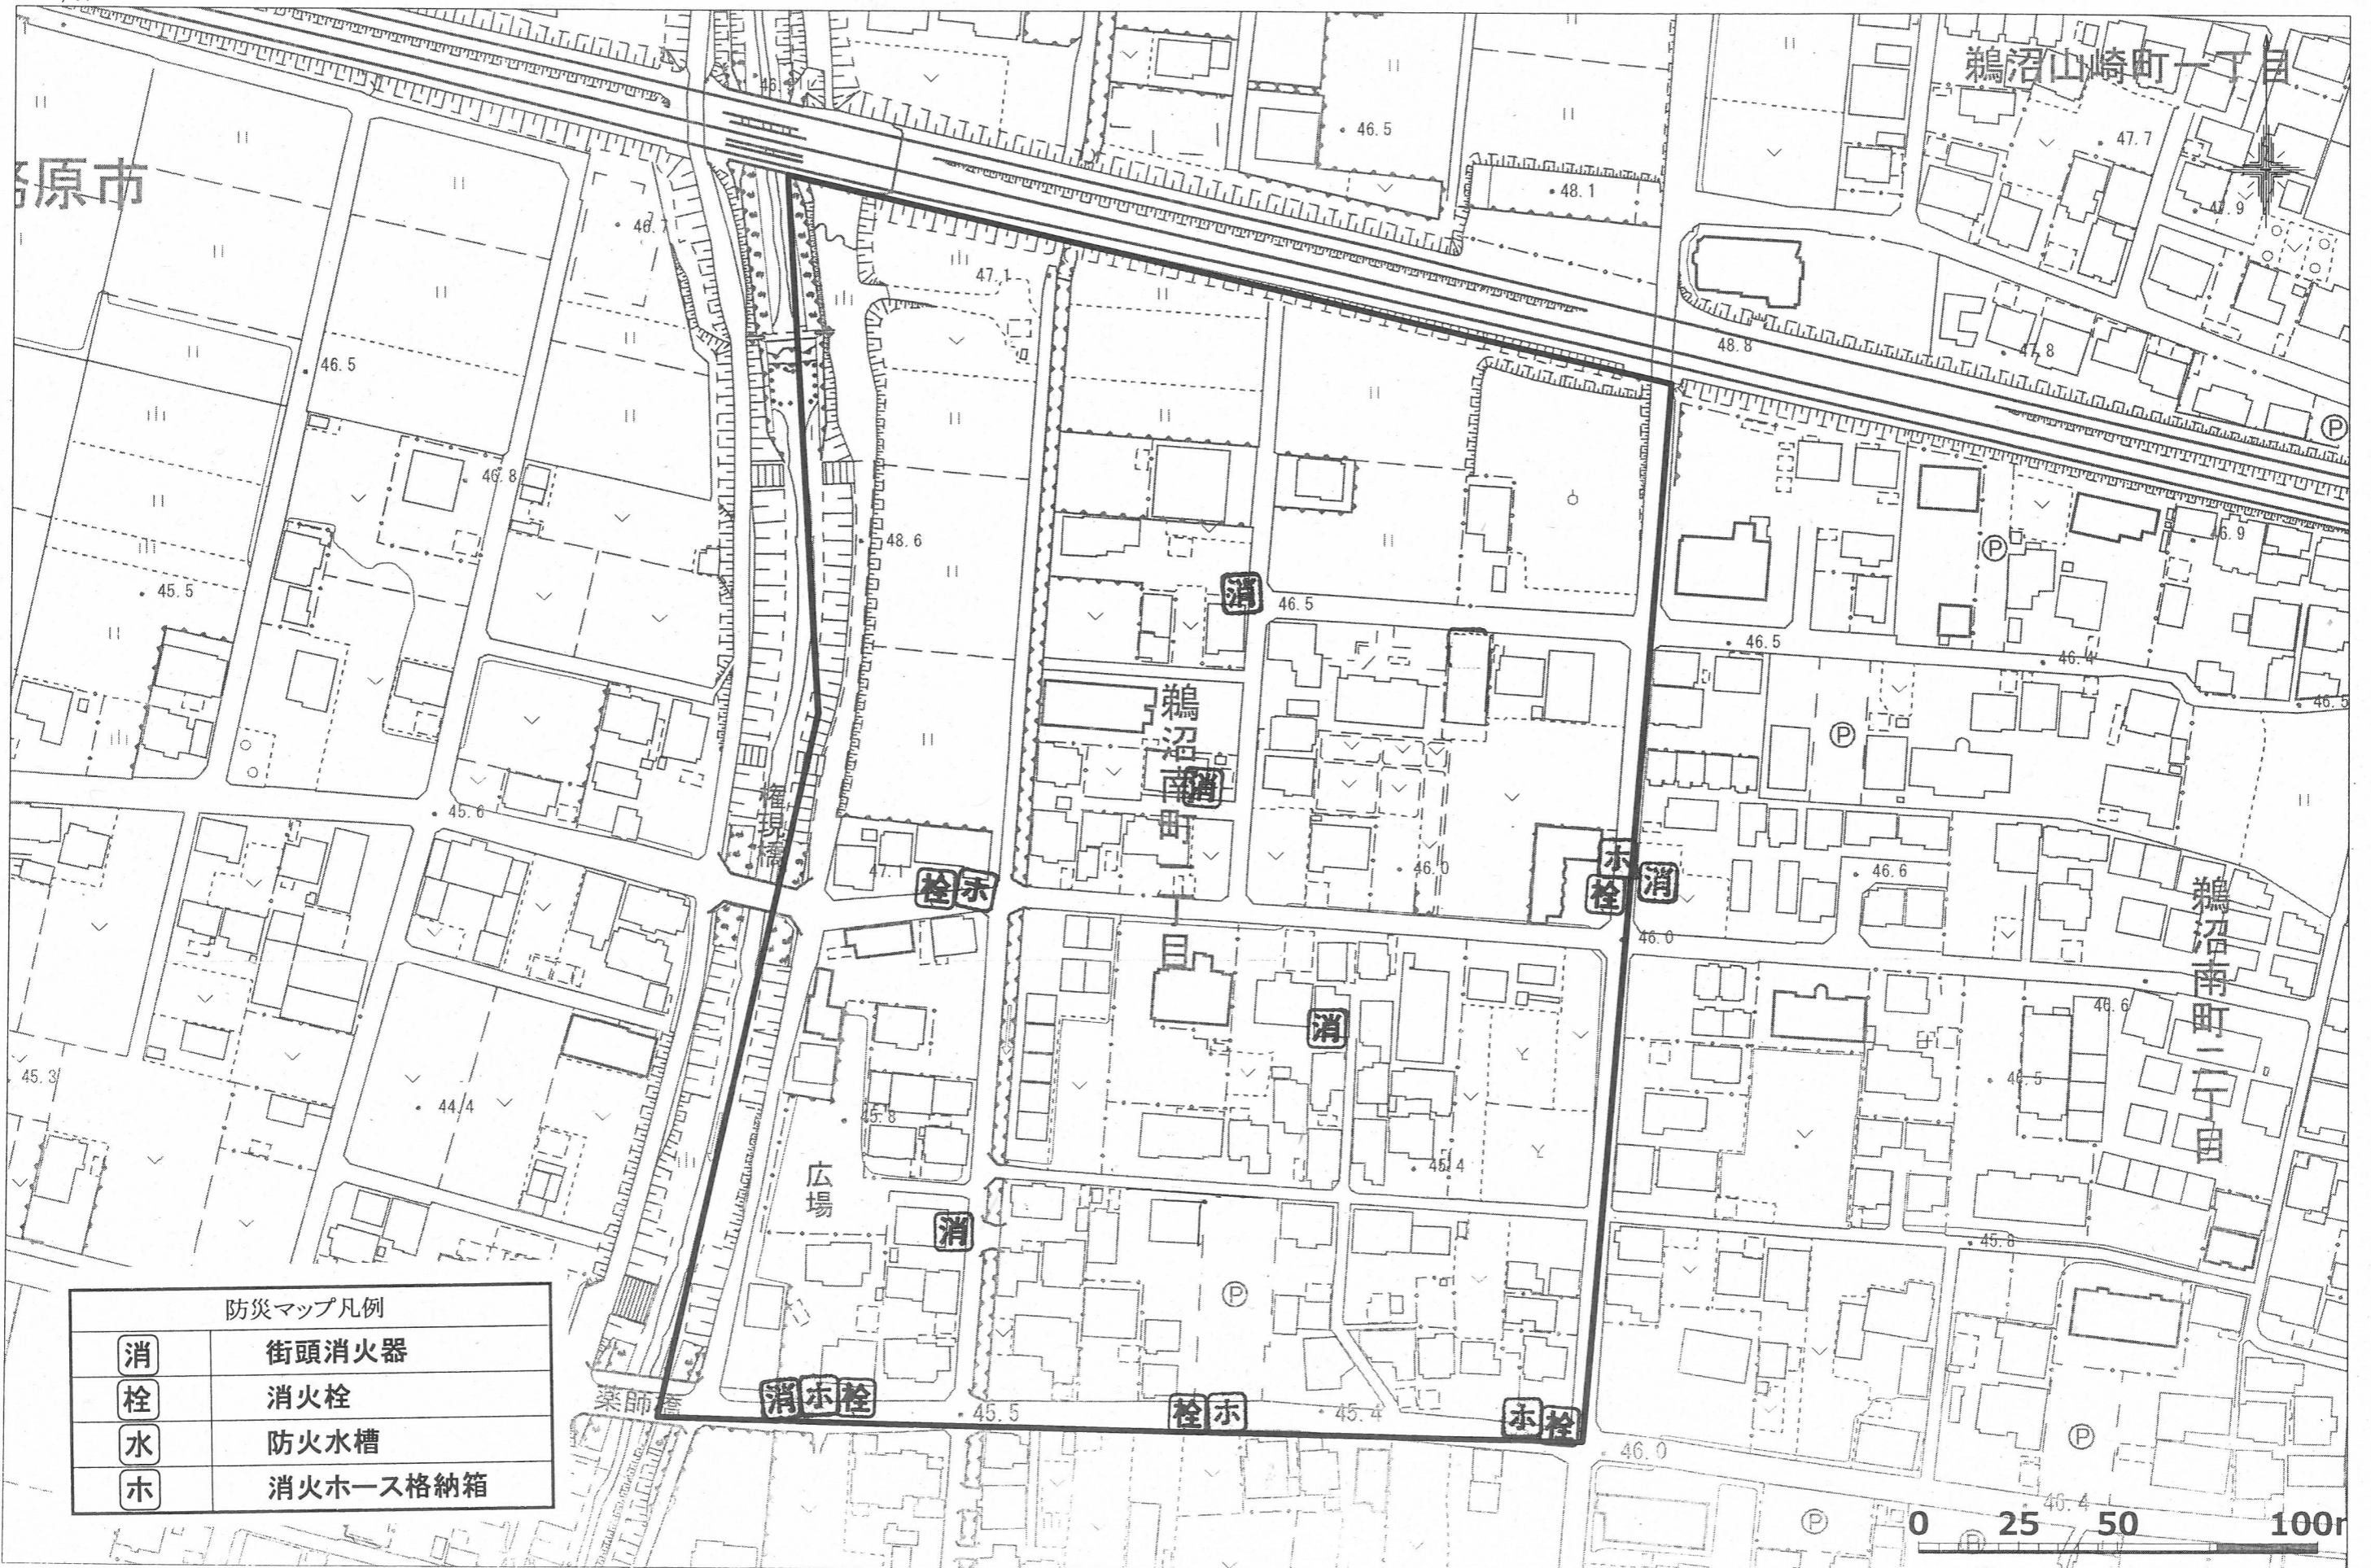 鵜沼山崎町一丁目
46.5
47.7
48.1
47.9
原市
46.7
47.1
48.8
47.8
46.5
P
46.8
48.6
46.9
P
45.5
消
46.5
46.5
46.4
46.5
鵜沼南町一丁目
消
P
45.6
権現橋
47.1
栓
ホ
46.0
ホ
消
栓
46.6
鵜沼南町二丁目
46.0
消
46.6
45.3
44.4
45.8
46.5
45.4
広場
消
45.8
P
防災マップ凡例
消 街頭消火器
栓 消火栓
水 防火水槽
ホ 消火ホース格納箱
薬師橋
消
ホ
栓
45.5
栓
ホ
45.4
ホ
栓
46.0
P
46.4
P
P
0 25 50 100